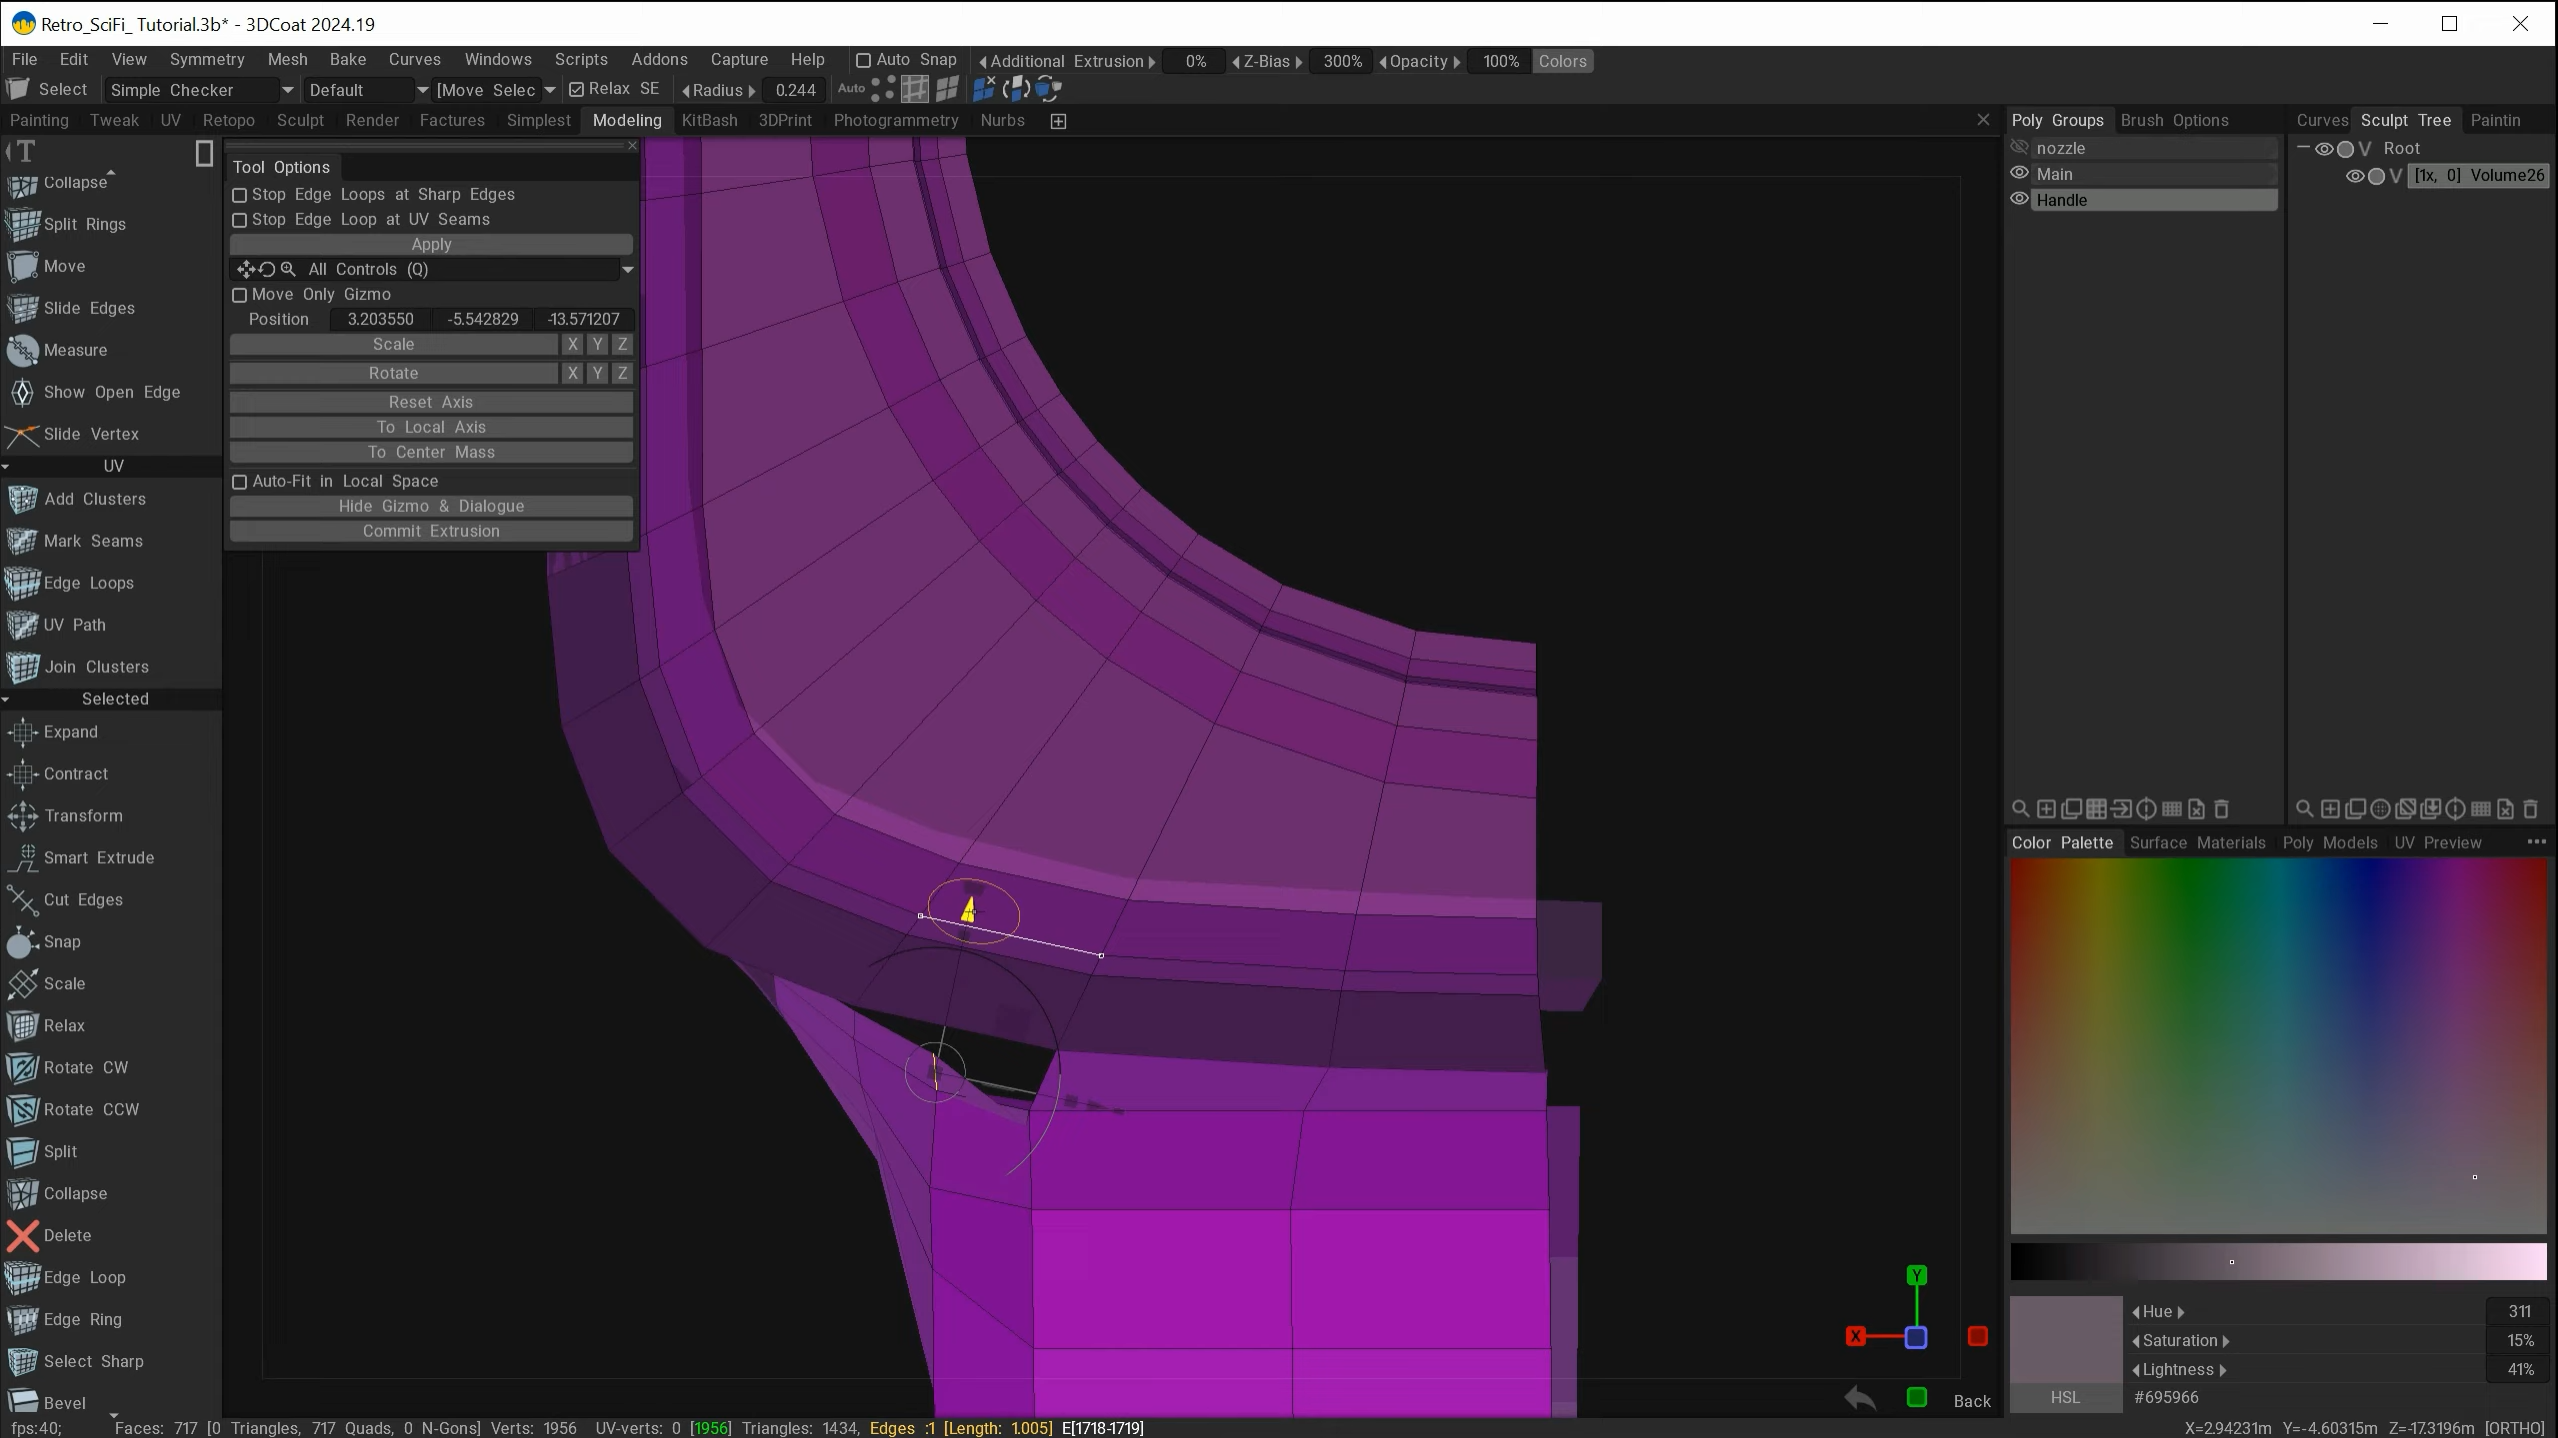 Retro_SciFi_ Tutorial.3b* - 3DCoat 2024.19
File Edit View Symmetry Mesh Bake Curves Windows Scripts Addons Capture Help Auto Snap Additional Extrusion 0% Z-Bias 300% Opacity 100% Colors
Select Simple Checker Default [Move Selec Relax SE Radius 0.244 Auto
Painting Tweak UV Retopo Sculpt Render Factures Simplest Modeling KitBash 3DPrint Photogrammetry Nurbs
T
Collapse
Split Rings
Move
Slide Edges
Measure
Show Open Edge
Slide Vertex
UV
Add Clusters
Mark Seams
Edge Loops
UV Path
Join Clusters
Selected
Expand
Contract
Transform
Smart Extrude
Cut Edges
Snap
Scale
Relax
Rotate CW
Rotate CCW
Split
Collapse
Delete
Edge Loop
Edge Ring
Select Sharp
Bevel
Tool Options
Stop Edge Loops at Sharp Edges
Stop Edge Loop at UV Seams
Apply
All Controls (Q)
Move Only Gizmo
Position 3.203550 -5.542829 -13.571207
Scale X Y Z
Rotate X Y Z
Reset Axis
To Local Axis
To Center Mass
Auto-Fit in Local Space
Hide Gizmo & Dialogue
Commit Extrusion
Y
X
Back
Poly Groups Brush Options
nozzle
Main
Handle
Curves Sculpt Tree Paintin
V Root
V [1x, 0] Volume26
Color Palette Surface Materials Poly Models UV Preview
Hue 311
Saturation 15%
Lightness 41%
HSL #695966
fps:40; Faces: 717 [0 Triangles, 717 Quads, 0 N-Gons] Verts: 1956 UV-verts: 0 [1956] Triangles: 1434, Edges :1 [Length: 1.005] E[1718-1719] X=2.94231m Y=-4.60315m Z=-17.3196m [ORTHO]